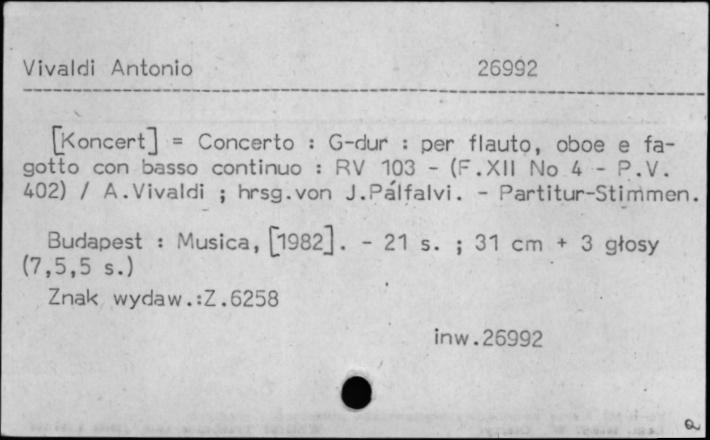 Vivaldi Antonio 26992
[Koncert] = Concerto : G-dur : per flauto, oboe e fa-
gotto con basso continuo : RV 103 - (F.XII No 4 - P.V.
402) / A.Vivaldi ; hrsg.von J.Pálfalvi. - Partitur-Stimmen.
Budapest : Musica, [1982]. - 21 s. ; 31 cm + 3 głosy
(7,5,5 s.)
Znak wydaw.:Z.6258
inw.26992